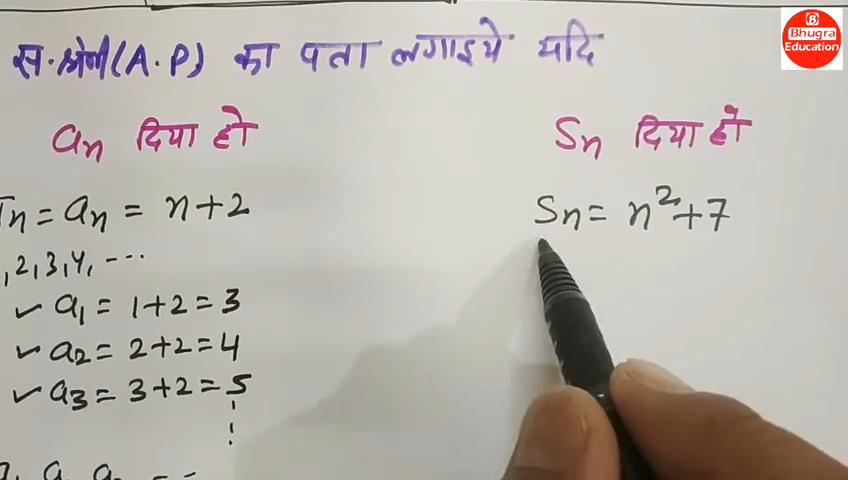 स.श्रेणी(A.P) का पता लगाइये यदि
an दिया हो
Tn = an = n+2
,2,3,4, ---
✓ a1 = 1+2 = 3
✓ a2 = 2+2 = 4
✓ a3 = 3+2 = 5
Sn दिया हो
Sn = n²+7
B
Bhugra
Education